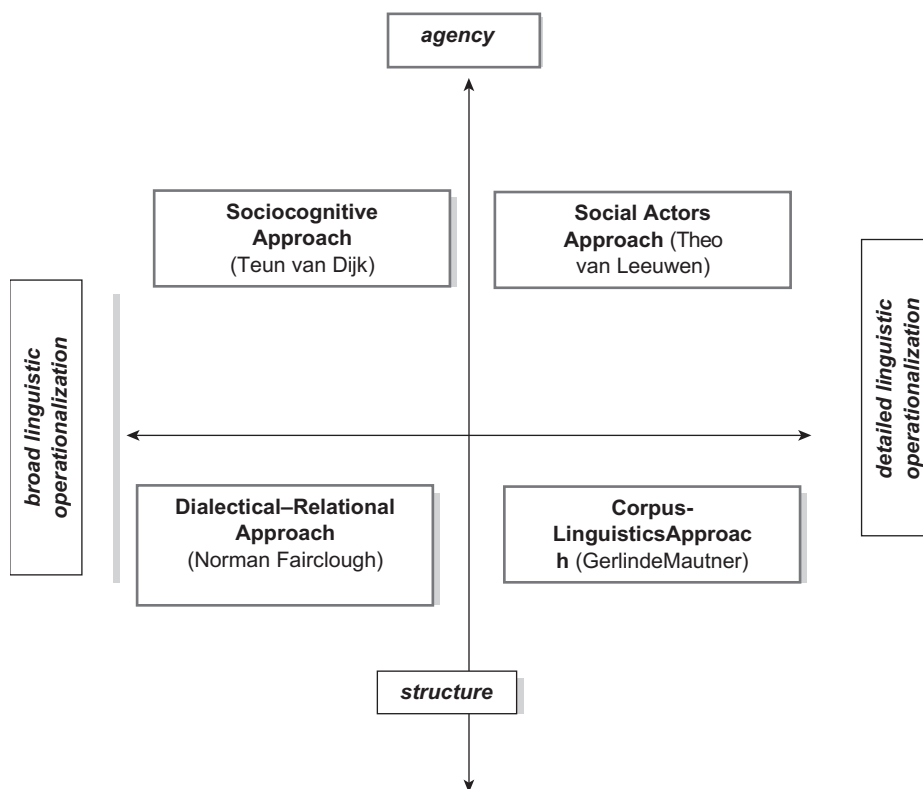 agency
Sociocognitive
Approach
(Teun van Dijk)
Social Actors
Approach (Theo
van Leeuwen)
broad linguistic
operationalization
detailed linguistic
operationalization
Dialectical–Relational
Approach
(Norman Fairclough)
Corpus-
LinguisticsApproac
h (GerlindeMautner)
structure